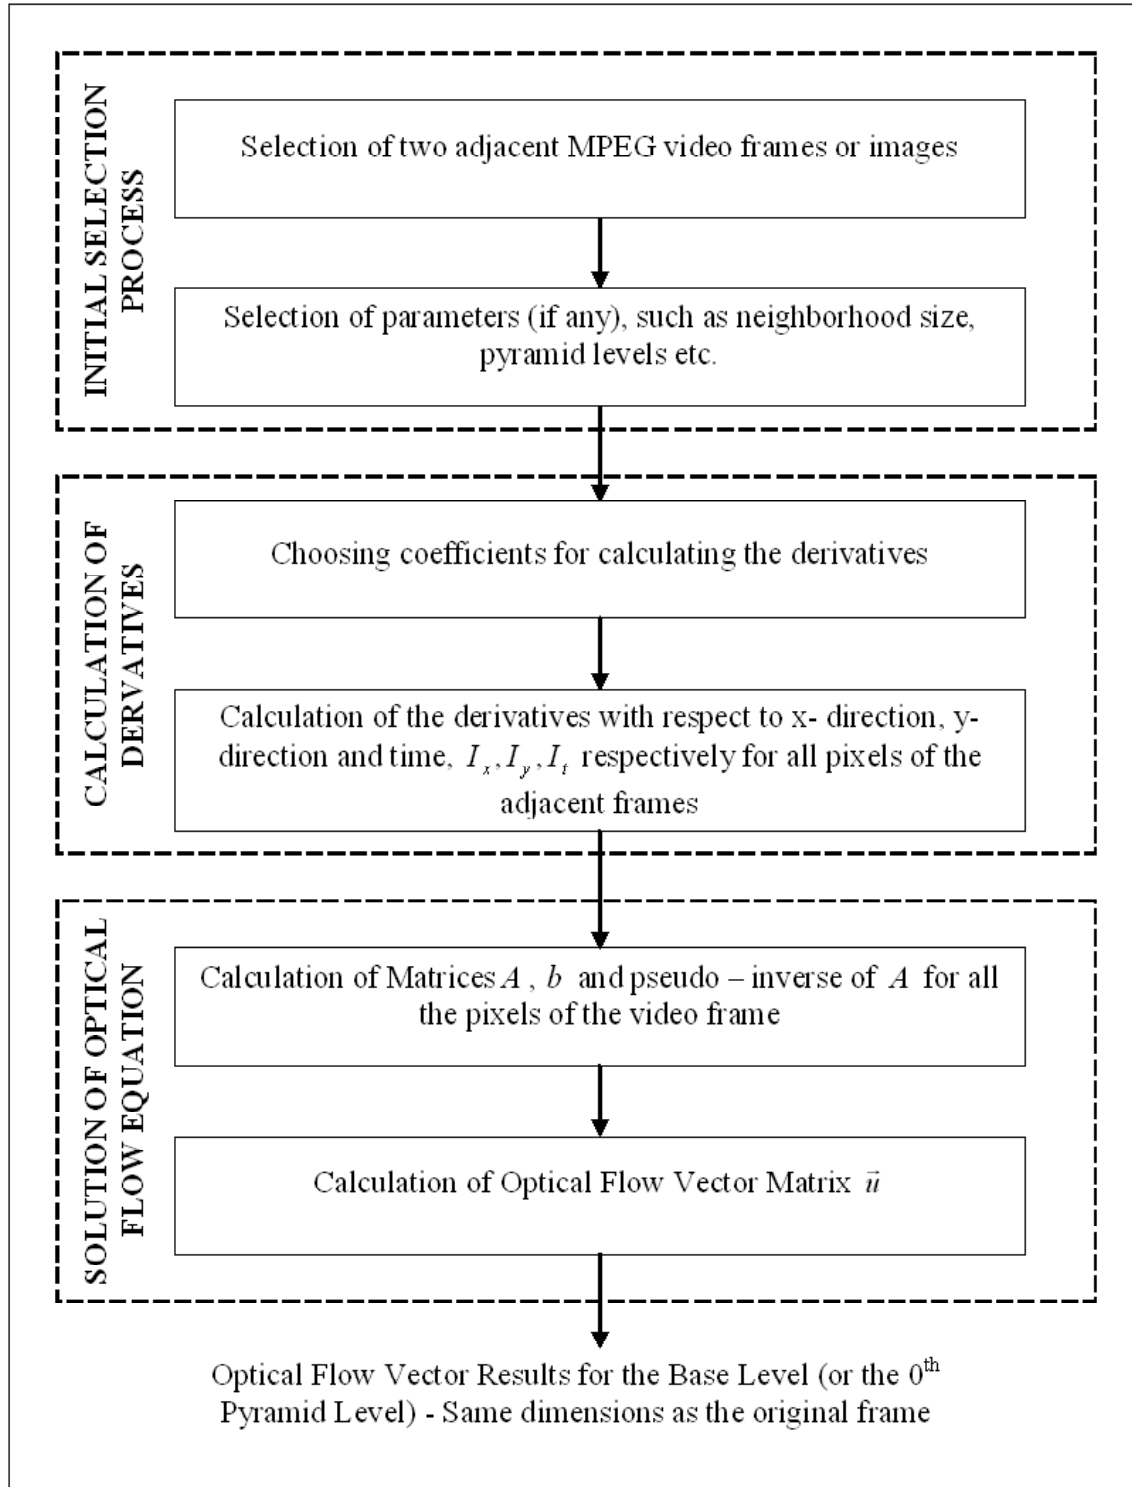 INITIAL SELECTION
PROCESS
Selection of two adjacent MPEG video frames or images
Selection of parameters (if any), such as neighborhood size,
pyramid levels etc.
CALCULATION OF
DERIVATIVES
Choosing coefficients for calculating the derivatives
Calculation of the derivatives with respect to x- direction, y-
direction and time, I_x, I_y, I_t respectively for all pixels of the
adjacent frames
SOLUTION OF OPTICAL
FLOW EQUATION
Calculation of Matrices A , b and pseudo – inverse of A for all
the pixels of the video frame
Calculation of Optical Flow Vector Matrix u⃗
Optical Flow Vector Results for the Base Level (or the 0th
Pyramid Level) - Same dimensions as the original frame